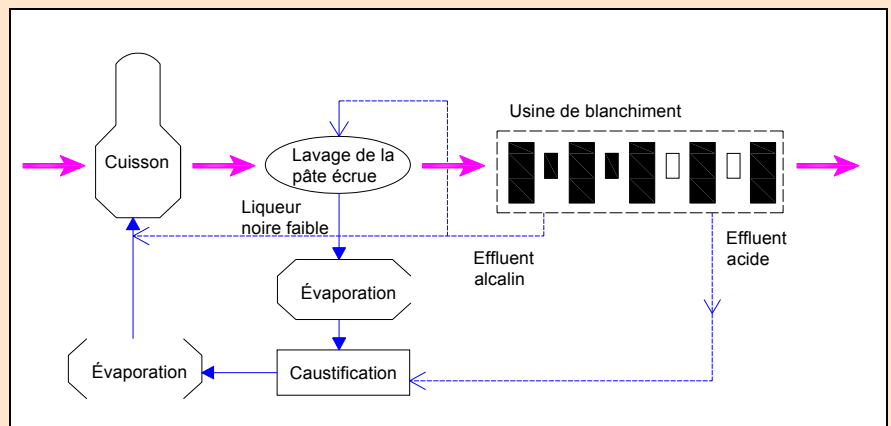 Usine de blanchiment
Cuisson
Lavage de la
pâte écrue
Liqueur
noire faible
Effluent
alcalin
Effluent
acide
Évaporation
Évaporation
Caustification